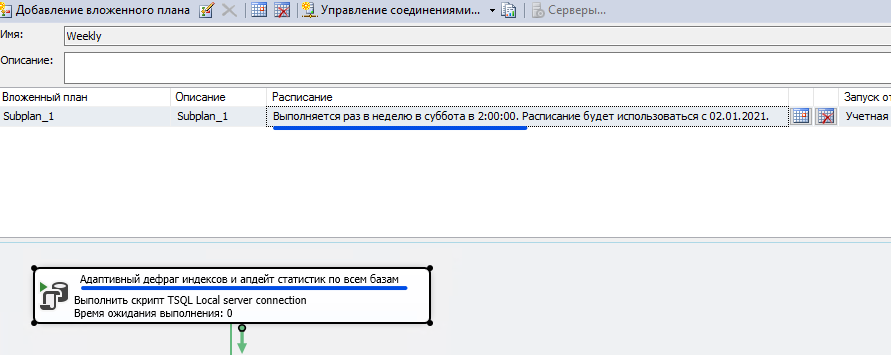 Добавление вложенного плана Управление соединениями... Серверы...
Имя: Weekly
Описание:
Вложенный план Описание Расписание Запуск от
Subplan_1 Subplan_1 Выполняется раз в неделю в суббота в 2:00:00. Расписание будет использоваться с 02.01.2021. Учетная
Адаптивный дефраг индексов и апдейт статистик по всем базам
Выполнить скрипт TSQL Local server connection
Время ожидания выполнения: 0